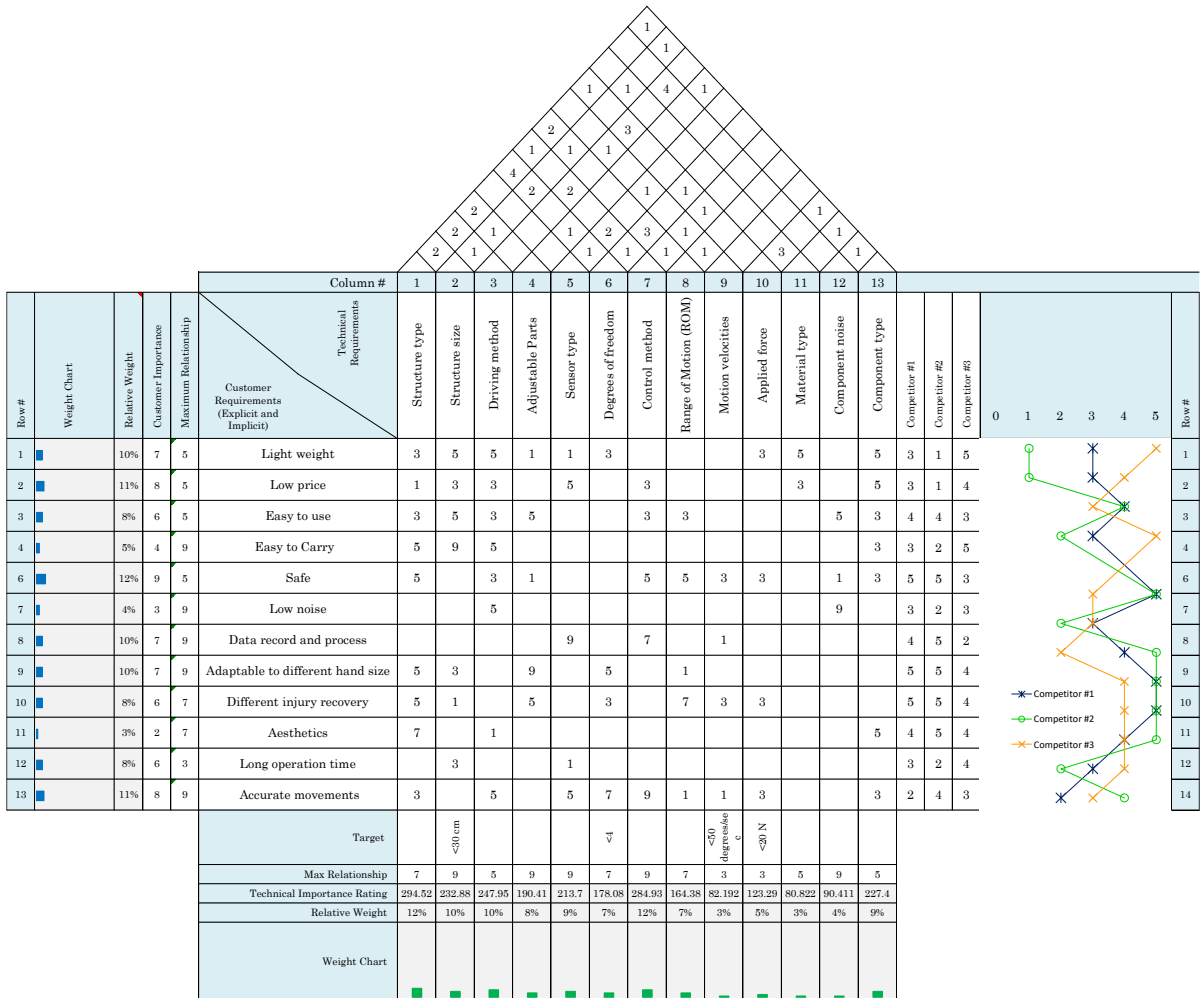 1
1
1 4 1
2 3
1 1 1
4
2 2 1 1
2 1 1
2 1 2 3 1 1
2 1 1 1 1 1 1 3 1
Column # 1 2 3 4 5 6 7 8 9 10 11 12 13
Row # Weight Chart Relative Weight Customer Importance Maximum Relationship
Technical
Requirements
Customer
Requirements
(Explicit and
Implicit)
Structure type Structure size Driving method Adjustable Parts Sensor type Degrees of freedom Control method Range of Motion (ROM) Motion velocities Applied force Material type Component noise Component type Competitor #1 Competitor #2 Competitor #3 0 1 2 3 4 5 Row #
1 10% 7 5 Light weight 3 5 5 1 1 3 3 5 5 3 1 5 1
2 11% 8 5 Low price 1 3 3 5 3 3 5 3 1 4 2
3 8% 6 5 Easy to use 3 5 3 5 3 3 5 3 4 4 3 3
4 5% 4 9 Easy to Carry 5 9 5 3 3 2 5 4
6 12% 9 5 Safe 5 3 1 5 5 3 3 1 3 5 5 3 6
7 4% 3 9 Low noise 5 9 3 2 3 7
8 10% 7 9 Data record and process 9 7 1 4 5 2 8
9 10% 7 9 Adaptable to different hand size 5 3 9 5 1 5 5 4 9
10 8% 6 7 Different injury recovery 5 1 5 3 7 3 3 5 5 4 10
11 3% 2 7 Aesthetics 7 1 5 4 5 4 11
12 8% 6 3 Long operation time 3 1 3 2 4 12
13 11% 8 9 Accurate movements 3 5 5 7 9 1 1 3 3 2 4 3 14
Competitor #1
Competitor #2
Competitor #3
Target <30 cm <4 <50 degrees/se
c <20 N
Max Relationship 7 9 5 9 9 7 9 7 3 3 5 9 5
Technical Importance Rating 294.52 232.88 247.95 190.41 213.7 178.08 284.93 164.38 82.192 123.29 80.822 90.411 227.4
Relative Weight 12% 10% 10% 8% 9% 7% 12% 7% 3% 5% 3% 4% 9%
Weight Chart